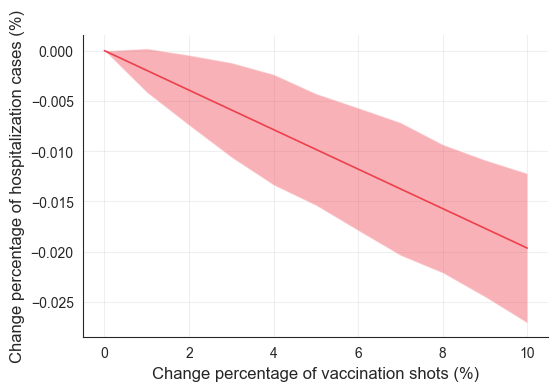 Change percentage of hospitalization cases (%)
0.000
−0.005
−0.010
−0.015
−0.020
−0.025
0 2 4 6 8 10
Change percentage of vaccination shots (%)